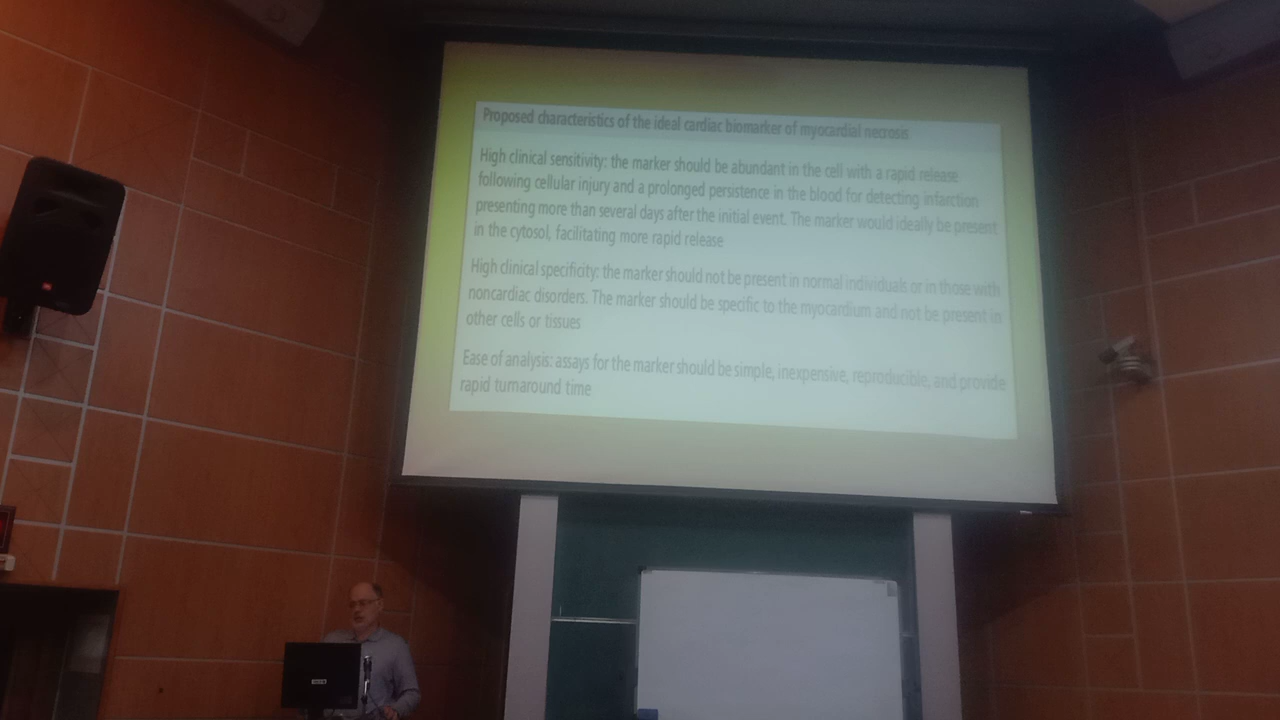 Proposed characteristics of the ideal cardiac biomarker of myocardial necrosis
High clinical sensitivity: the marker should be abundant in the cell with a rapid release
following cellular injury and a prolonged persistence in the blood for detecting infarction
presenting more than several days after the initial event. The marker would ideally be present
in the cytosol, facilitating more rapid release
High clinical specificity: the marker should not be present in normal individuals or in those with
noncardiac disorders. The marker should be specific to the myocardium and not be present in
other cells or tissues
Ease of analysis: assays for the marker should be simple, inexpensive, reproducible, and provide
rapid turnaround time